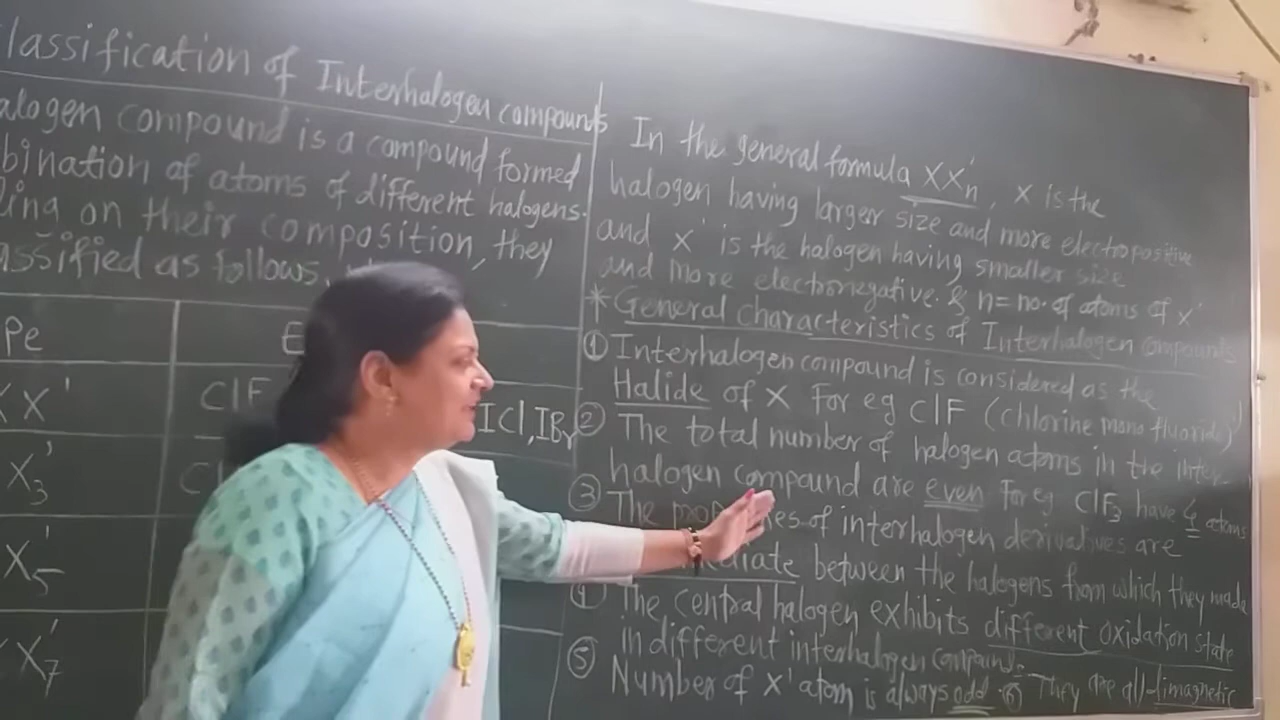 lassification of Interhalogen compounds
alogen compound is a compound formed
bination of atoms of different halogens.
ling on their composition, they
assified as follows.
Pe
X X'
X3'
X5'
X7'
E
ClF
ICl, IBr
Cl
In the general formula XX'n, X is the
halogen having larger size and more electropositive
and X' is the halogen having smaller size
and more electronegative. & n = no. of atoms of X'
* General characteristics of Interhalogen compounds
① Interhalogen compound is considered as the
Halide of X For eg ClF (chlorine mono fluoride)
② The total number of halogen atoms in the inter-
halogen compound are even For eg ClF3 have 4 atoms
③ The of interhalogen derivatives are
ediate between the halogens from which they made
④ The central halogen exhibits different oxidation state
in different interhalogen compound.
⑤ Number of X' atom is always odd ⑥ They are all dimagnetic